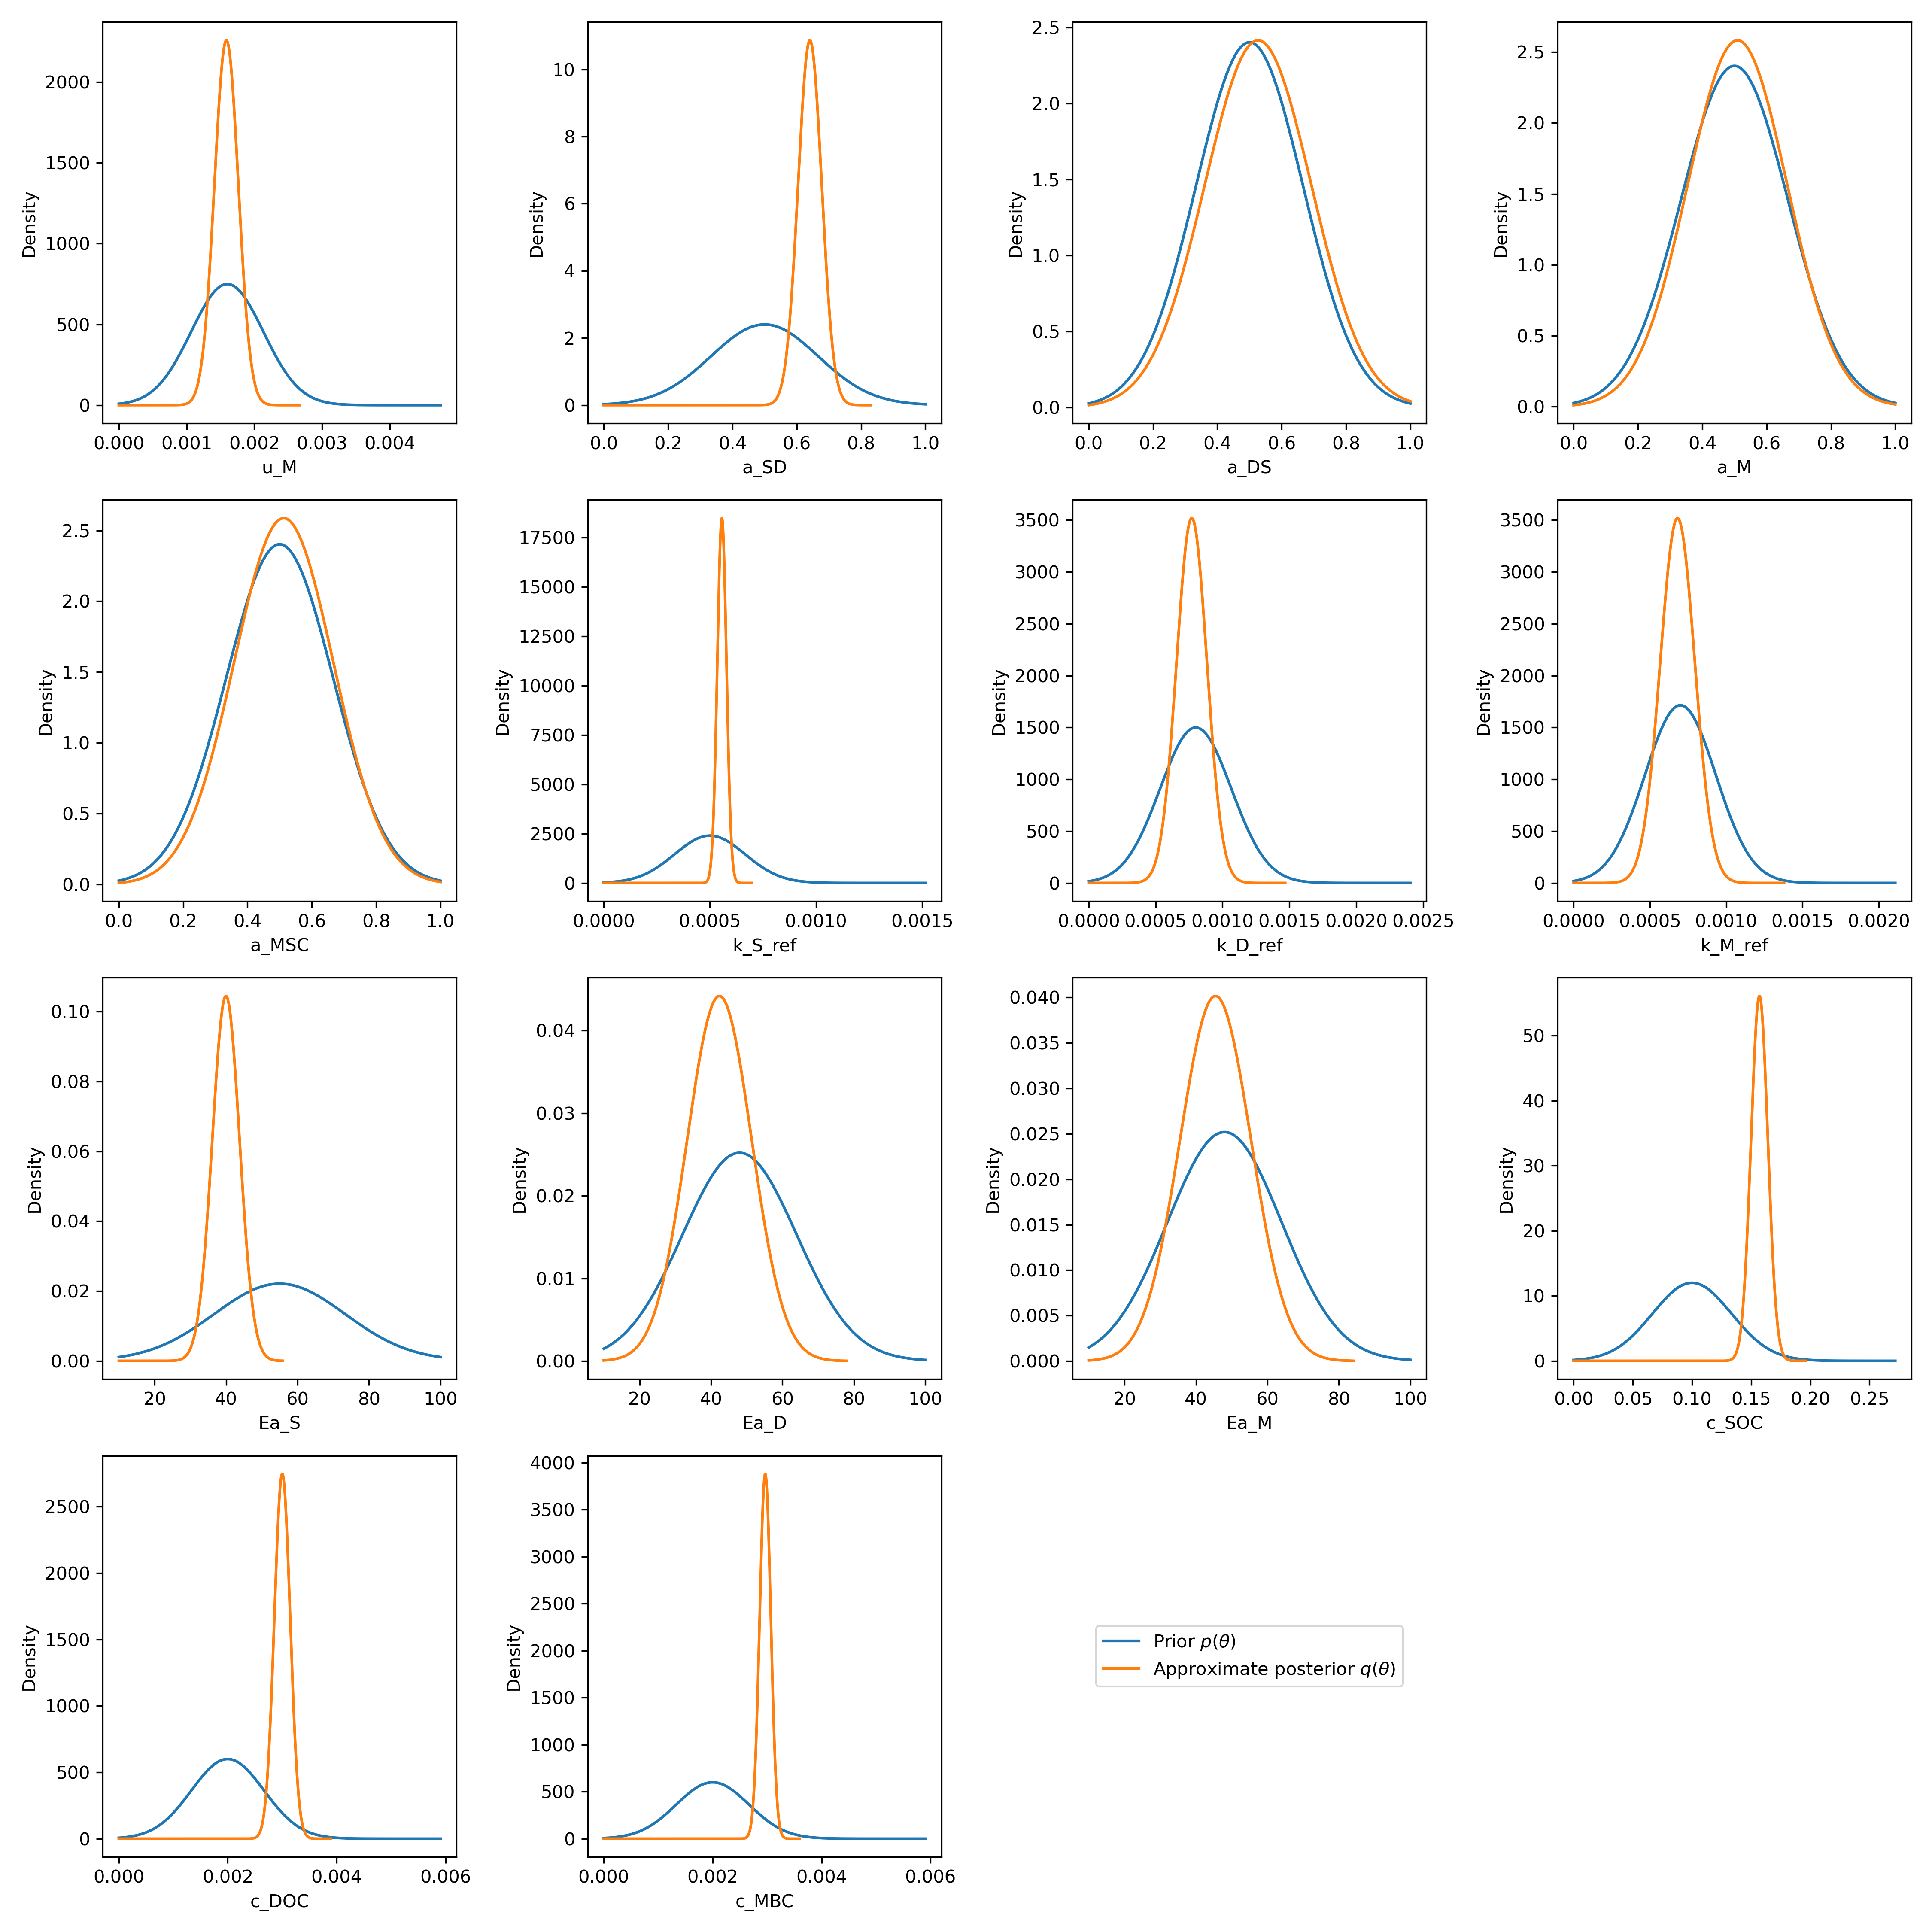 Density
2000
1500
1000
500
0
0.000 0.001 0.002 0.003 0.004
u_M
Density
10
8
6
4
2
0
0.0 0.2 0.4 0.6 0.8 1.0
a_SD
Density
2.5
2.0
1.5
1.0
0.5
0.0
0.0 0.2 0.4 0.6 0.8 1.0
a_DS
Density
2.5
2.0
1.5
1.0
0.5
0.0
0.0 0.2 0.4 0.6 0.8 1.0
a_M
Density
2.5
2.0
1.5
1.0
0.5
0.0
0.0 0.2 0.4 0.6 0.8 1.0
a_MSC
Density
17500
15000
12500
10000
7500
5000
2500
0
0.0000 0.0005 0.0010 0.0015
k_S_ref
Density
3500
3000
2500
2000
1500
1000
500
0
0.0000 0.0005 0.0010 0.0015 0.0020 0.0025
k_D_ref
Density
3500
3000
2500
2000
1500
1000
500
0
0.0000 0.0005 0.0010 0.0015 0.0020
k_M_ref
Density
0.10
0.08
0.06
0.04
0.02
0.00
20 40 60 80 100
Ea_S
Density
0.04
0.03
0.02
0.01
0.00
20 40 60 80 100
Ea_D
Density
0.040
0.035
0.030
0.025
0.020
0.015
0.010
0.005
0.000
20 40 60 80 100
Ea_M
Density
50
40
30
20
10
0
0.00 0.05 0.10 0.15 0.20 0.25
c_SOC
Density
2500
2000
1500
1000
500
0
0.000 0.002 0.004 0.006
c_DOC
Density
4000
3500
3000
2500
2000
1500
1000
500
0
0.000 0.002 0.004 0.006
c_MBC
Prior p(θ)
Approximate posterior q(θ)